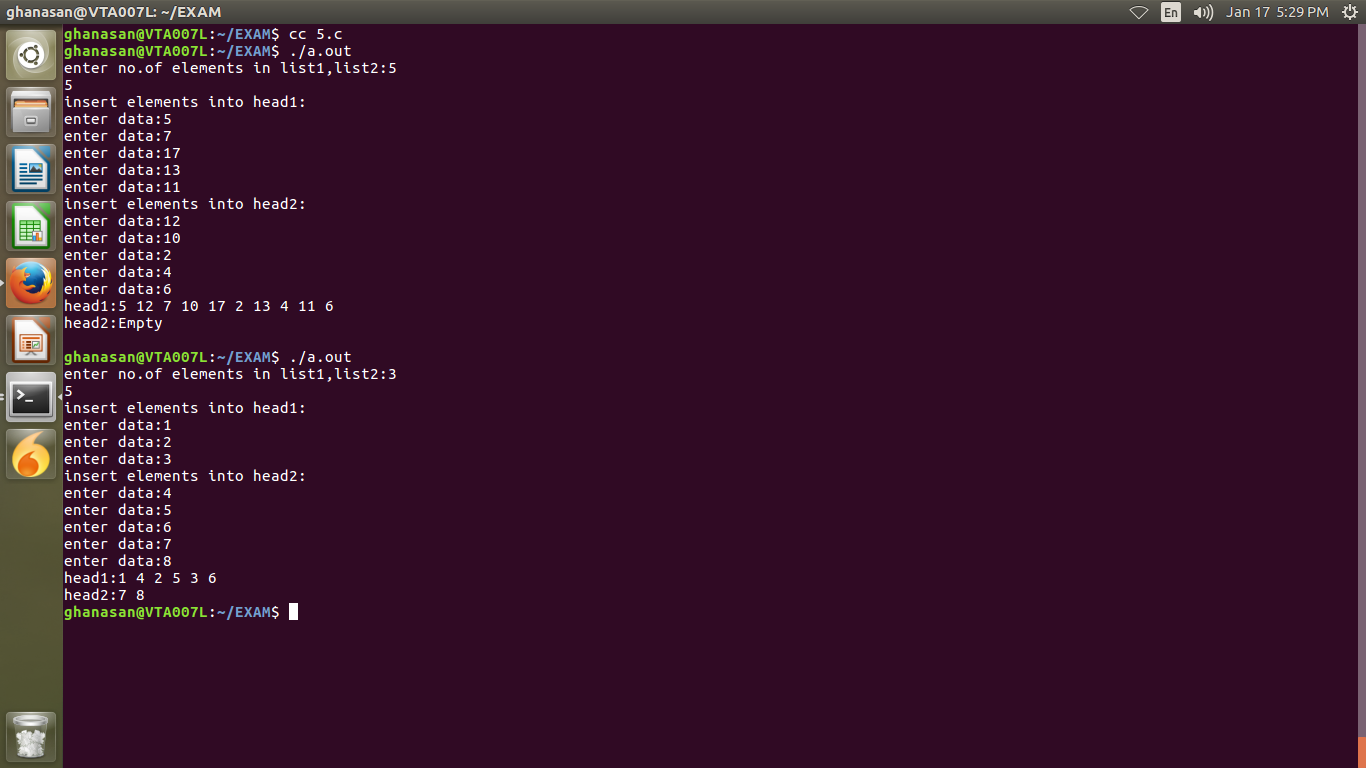 ghanasan@VTA007L: ~/EXAM En Jan 17 5:29 PM
ghanasan@VTA007L:~/EXAM$ cc 5.c
ghanasan@VTA007L:~/EXAM$ ./a.out
enter no.of elements in list1,list2:5
5
insert elements into head1:
enter data:5
enter data:7
enter data:17
enter data:13
enter data:11
insert elements into head2:
enter data:12
enter data:10
enter data:2
enter data:4
enter data:6
head1:5 12 7 10 17 2 13 4 11 6
head2:Empty
ghanasan@VTA007L:~/EXAM$ ./a.out
enter no.of elements in list1,list2:3
5
insert elements into head1:
enter data:1
enter data:2
enter data:3
insert elements into head2:
enter data:4
enter data:5
enter data:6
enter data:7
enter data:8
head1:1 4 2 5 3 6
head2:7 8
ghanasan@VTA007L:~/EXAM$